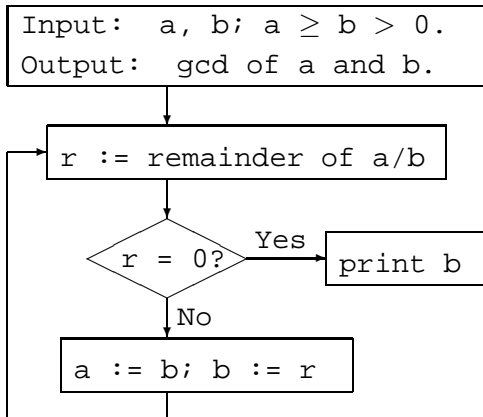 Input: a, b; a ≥ b > 0.
Output: gcd of a and b.
r := remainder of a/b
r = 0?
Yes
print b
No
a := b; b := r